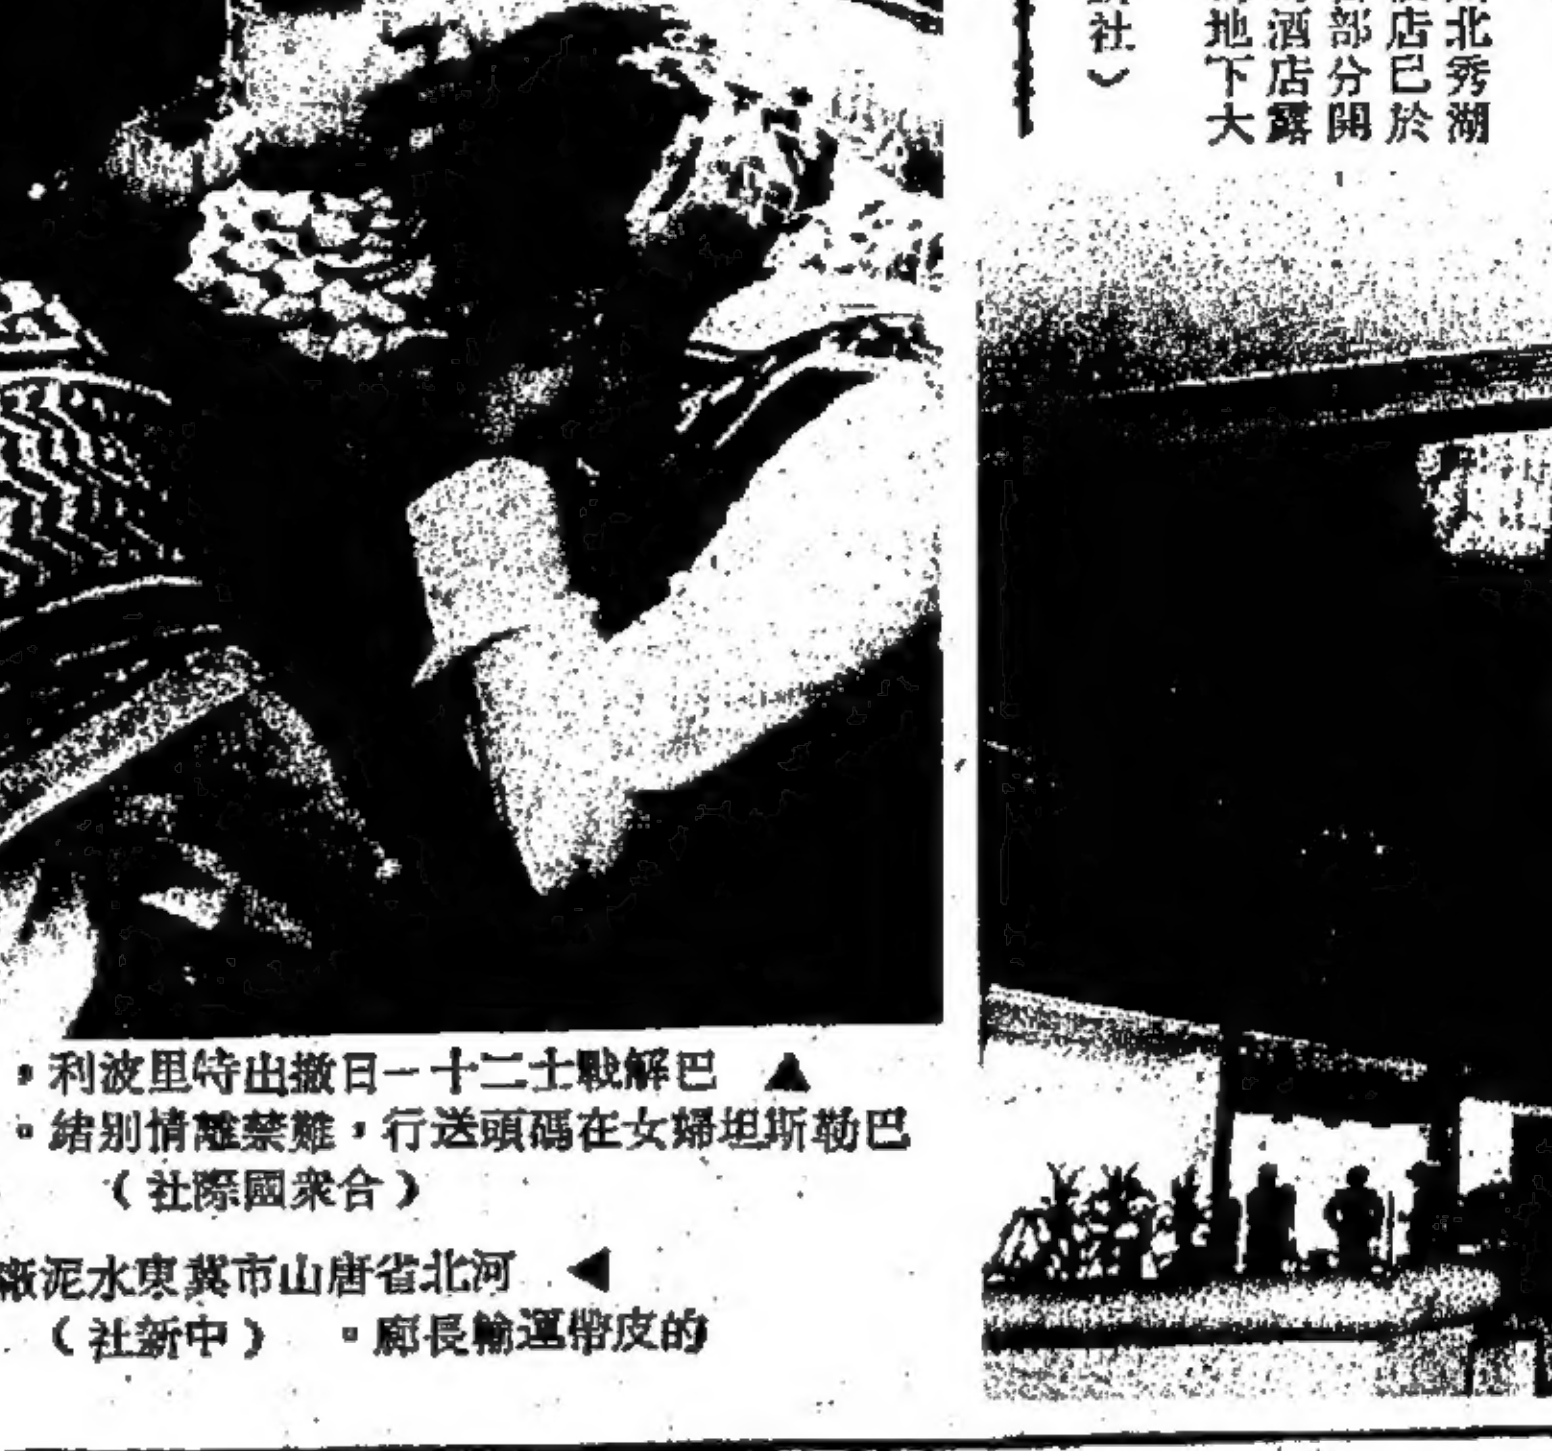 北秀湖
店已於
部分開
酒店露
地下大
社）
▲ 巴解戰士二十一日撤出特里波利，
巴勒斯坦婦女在碼頭送行，難禁離情別緒。
（合衆國際社）
◀ 河北省唐山市冀東水泥廠
的皮帶運輸長廊。（中新社）